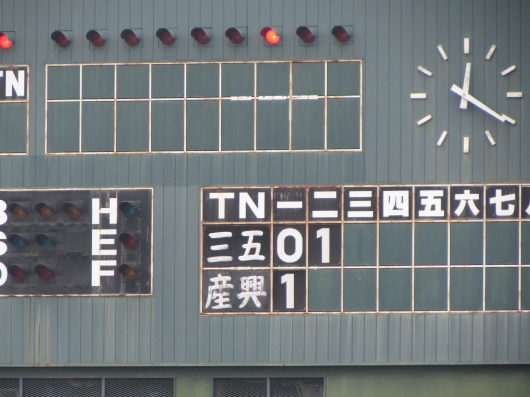 TN
H
E
F
TN 一 二 三 四 五 六 七
三五 0 1
産興 1